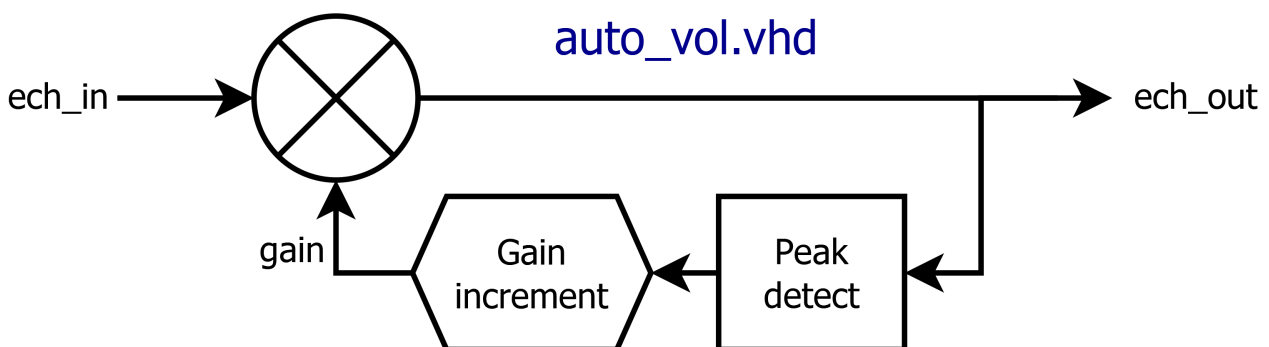 auto_vol.vhd
ech_in
ech_out
gain
Gain
increment
Peak
detect